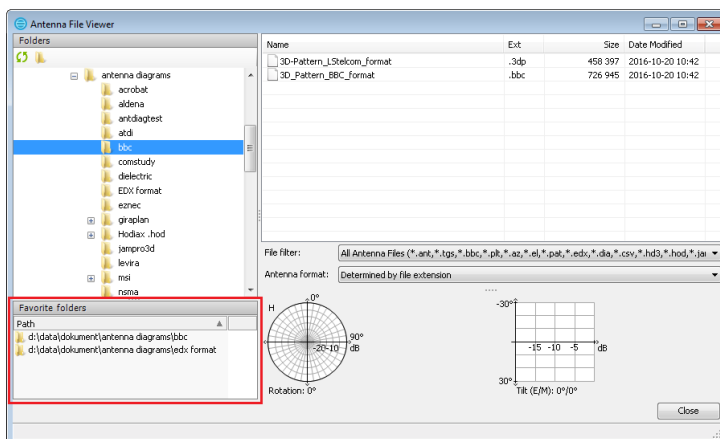 Antenna File Viewer
Folders
antenna diagrams
acrobat
aldena
antdiagtest
atdi
bbc
comstudy
dielectric
EDX format
eznec
giraplan
Hodiax .hod
jampro3d
levira
msi
nsma
Favorite folders
Path
d:\data\dokument\antenna diagrams\bbc
d:\data\dokument\antenna diagrams\edx format
Name Ext Size Date Modified
3D-Pattern_LStelcom_format .3dp 458 397 2016-10-20 10:42
3D_Pattern_BBC_format .bbc 726 945 2016-10-20 10:42
File filter: All Antenna Files (*.ant,*.tgs,*.bbc,*.plt,*.az,*.el,*.pat,*.edx,*.dia,*.csv,*.hd3,*.hod,*.jai
Antenna format: Determined by file extension
H 0°
90°
-20 -10 dB
Rotation: 0°
-30°
-15 -10 -5 dB
30°
Tilt (E/M): 0°/0°
Close